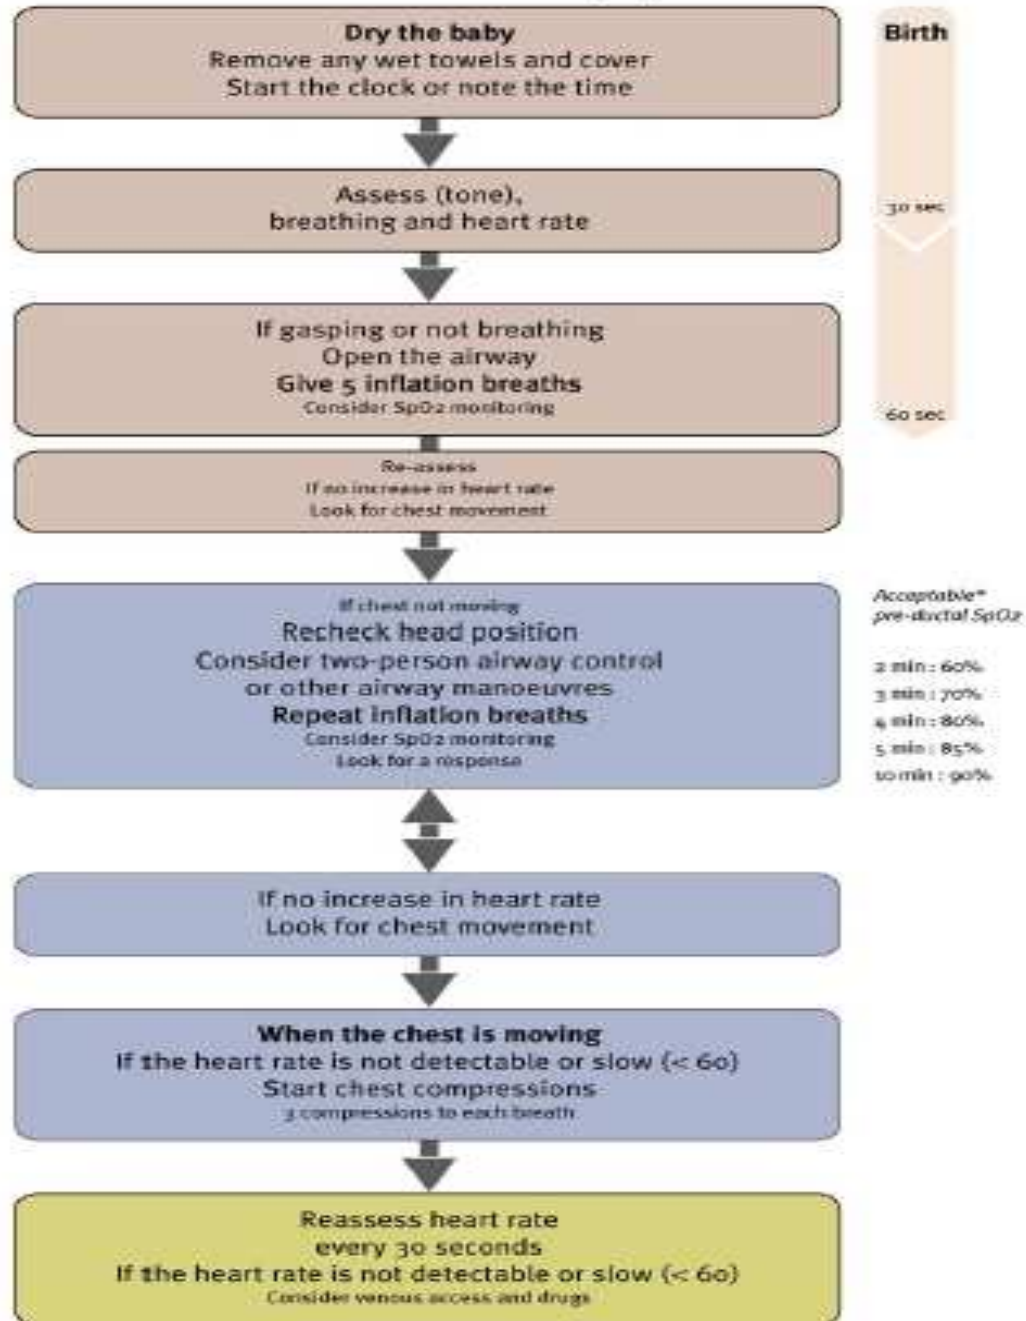 Dry the baby
Remove any wet towels and cover
Start the clock or note the time
Birth
Assess (tone),
breathing and heart rate
30 sec
If gasping or not breathing
Open the airway
Give 5 inflation breaths
Consider SpO2 monitoring
60 sec
Re-assess
If no increase in heart rate
Look for chest movement
If chest not moving
Recheck head position
Consider two-person airway control
or other airway manoeuvres
Repeat inflation breaths
Consider SpO2 monitoring
Look for a response
Acceptable*
pre-ductal SpO2
2 min : 60%
3 min : 70%
4 min : 80%
5 min : 85%
10 min : 90%
If no increase in heart rate
Look for chest movement
When the chest is moving
If the heart rate is not detectable or slow (< 60)
Start chest compressions
3 compressions to each breath
Reassess heart rate
every 30 seconds
If the heart rate is not detectable or slow (< 60)
Consider venous access and drugs